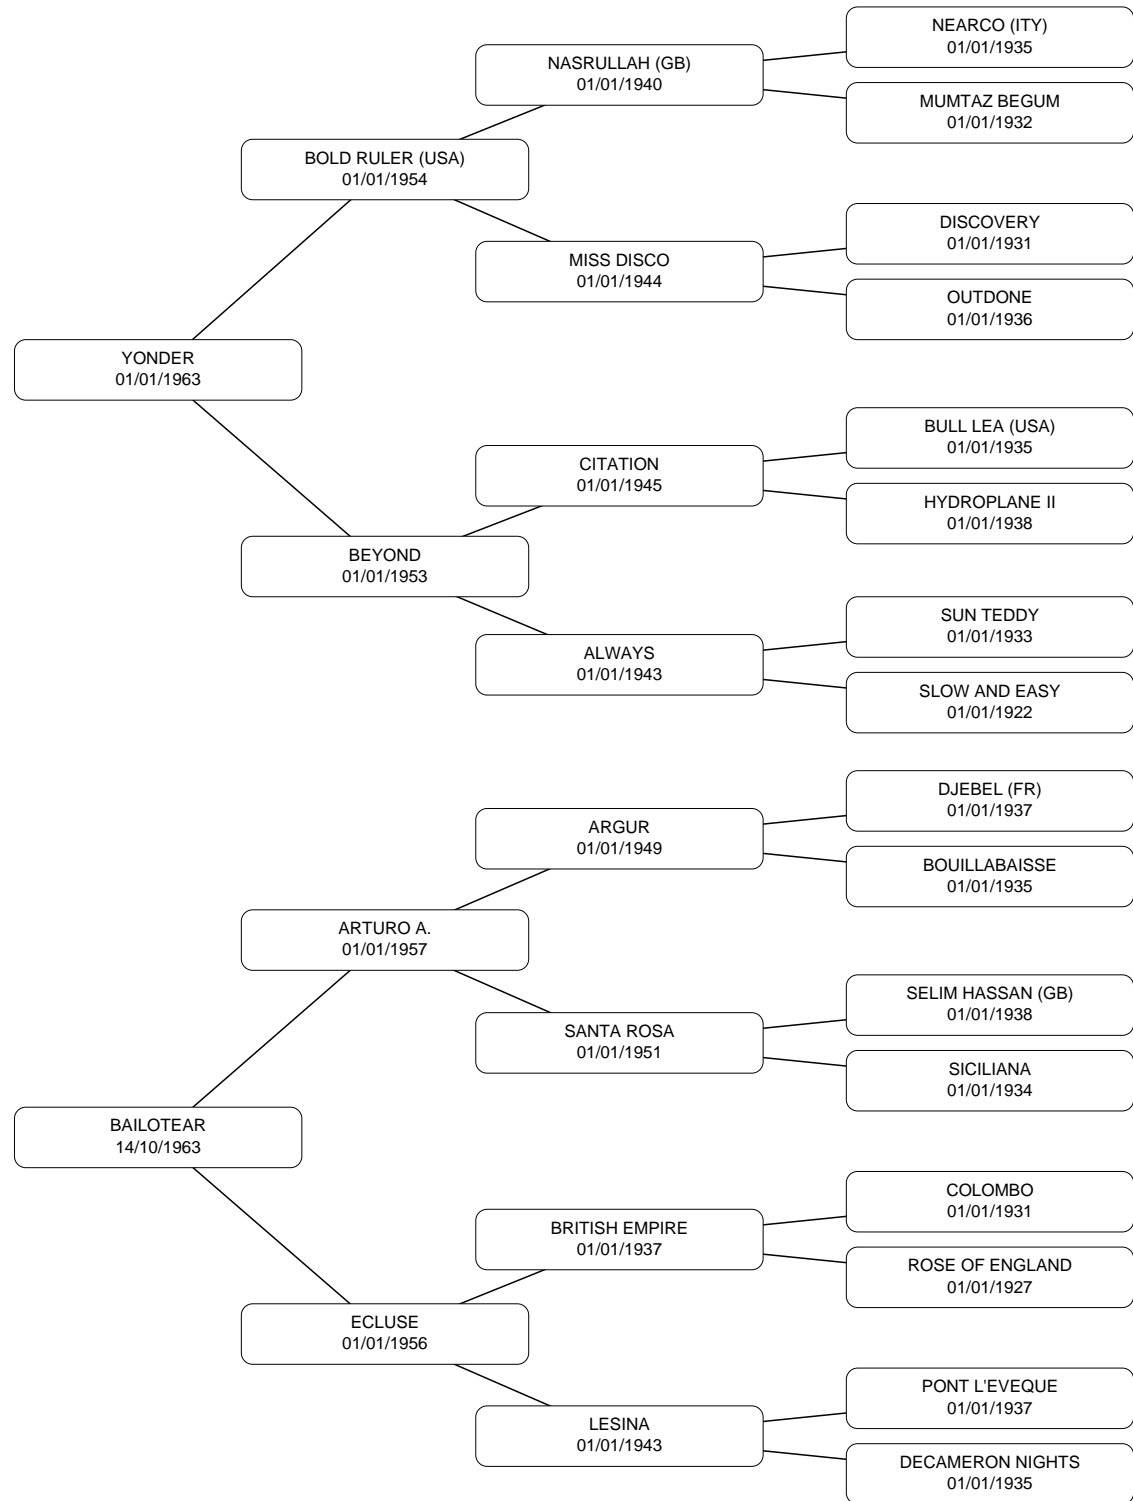 NEARCO (ITY)
01/01/1935
NASRULLAH (GB)
01/01/1940
MUMTAZ BEGUM
01/01/1932
BOLD RULER (USA)
01/01/1954
DISCOVERY
01/01/1931
MISS DISCO
01/01/1944
OUTDONE
01/01/1936
YONDER
01/01/1963
BULL LEA (USA)
01/01/1935
CITATION
01/01/1945
HYDROPLANE II
01/01/1938
BEYOND
01/01/1953
SUN TEDDY
01/01/1933
ALWAYS
01/01/1943
SLOW AND EASY
01/01/1922
DJEBEL (FR)
01/01/1937
ARGUR
01/01/1949
BOUILLABAISSE
01/01/1935
ARTURO A.
01/01/1957
SELIM HASSAN (GB)
01/01/1938
SANTA ROSA
01/01/1951
SICILIANA
01/01/1934
BAILOTEAR
14/10/1963
COLOMBO
01/01/1931
BRITISH EMPIRE
01/01/1937
ROSE OF ENGLAND
01/01/1927
ECLUSE
01/01/1956
PONT L'EVEQUE
01/01/1937
LESINA
01/01/1943
DECAMERON NIGHTS
01/01/1935